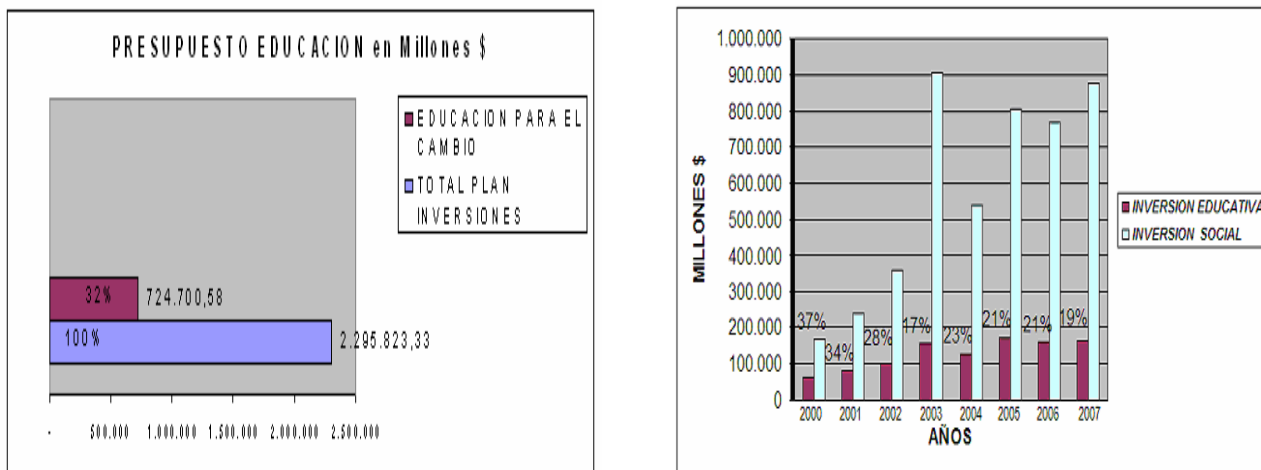 PRESUPUESTO EDUCACION en Millones $
EDUCACION PARA EL
CAMBIO
TOTAL PLAN
INVERSIONES
32%
724.700,58
100%
2.295.823,33
- 500.000 1.000.000 1.500.000 2.000.000 2.500.000
1.000.000
900.000
800.000
700.000
600.000
500.000
400.000
300.000
200.000
100.000
0
MILLONES $
37%
34%
28%
17%
23%
21%
21%
19%
2000 2001 2002 2003 2004 2005 2006 2007
AÑOS
INVERSION EDUCATIVA
INVERSION SOCIAL